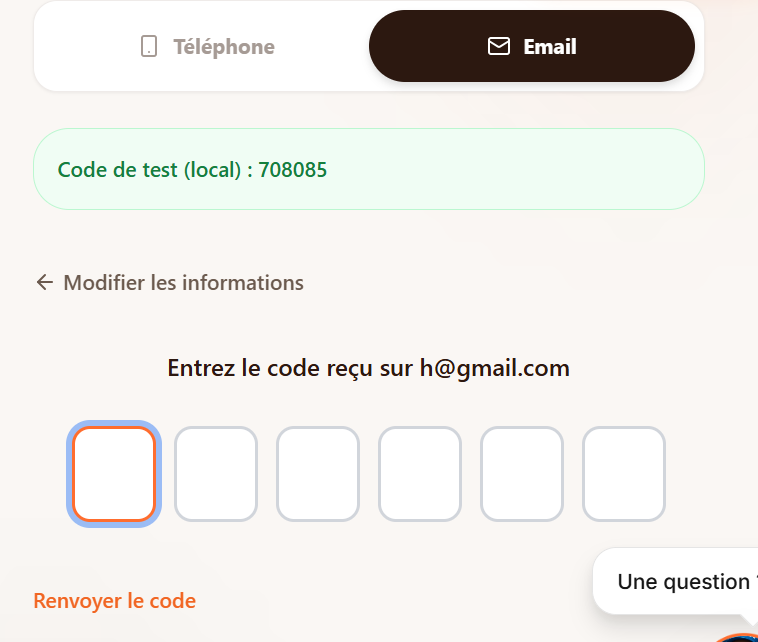 Téléphone
Email
Code de test (local) : 708085
← Modifier les informations
Entrez le code reçu sur h@gmail.com
Renvoyer le code
Une question ?